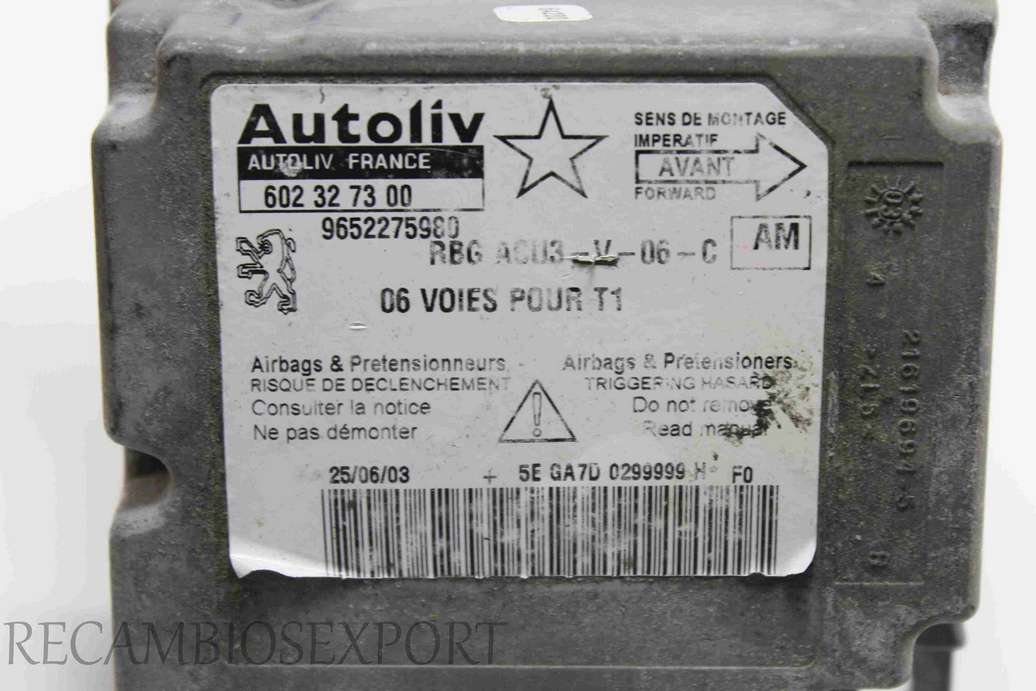 Autoliv
AUTOLIV FRANCE
602 32 73 00
9652275980
SENS DE MONTAGE
IMPERATIF
AVANT
FORWARD
RBG ACU3-V-06-C
AM
06 VOIES POUR T1
Airbags & Pretensionneurs
RISQUE DE DECLENCHEMENT
Consulter la notice
Ne pas démonter
Airbags & Pretensioners
TRIGGERING HASARD
Do not remove
Read manual
25/06/03 + 5E GA7D 0299999 H F0
RECAMBIOSEXPORT